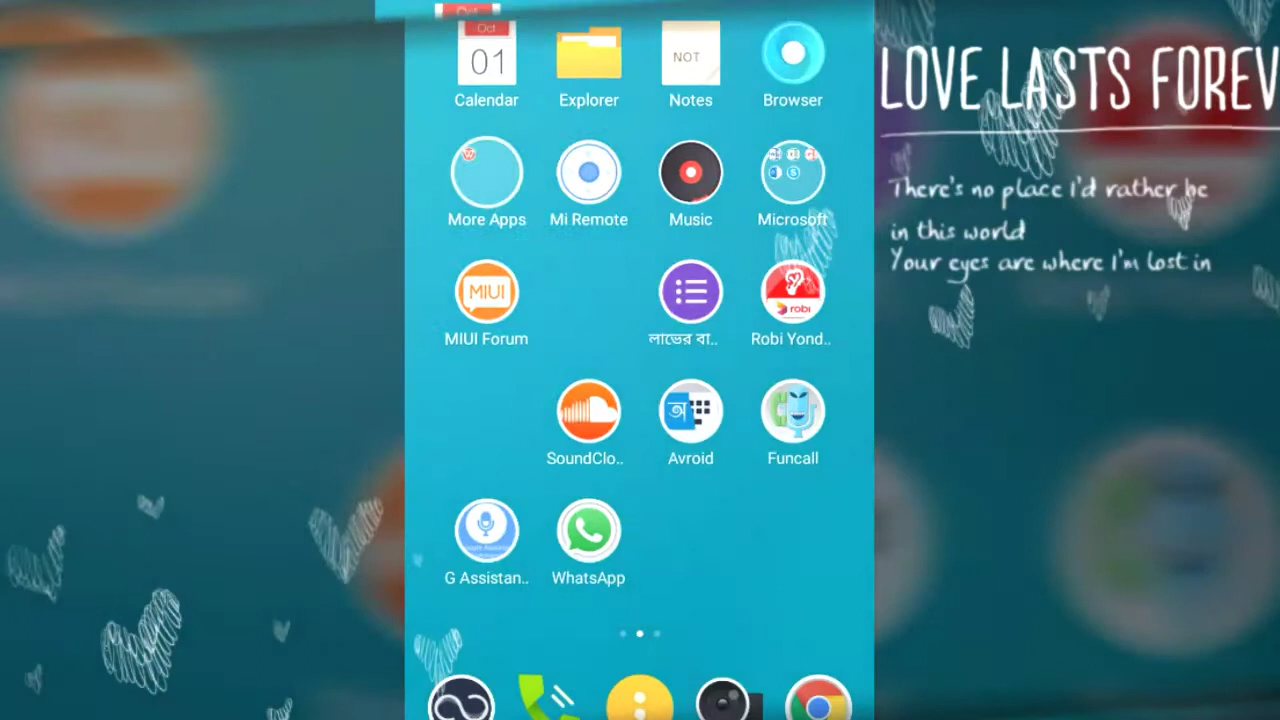 Oct
Oct
01
NOT
Calendar
Explorer
Notes
Browser
More Apps
Mi Remote
Music
Microsoft
MIUI
robi
MIUI Forum
লাভের বা..
Robi Yond..
অ
SoundClo..
Avroid
Funcall
G Assistan..
WhatsApp
LOVE LASTS FOREV
There's no place I'd rather be
in this world
Your eyes are where I'm lost in